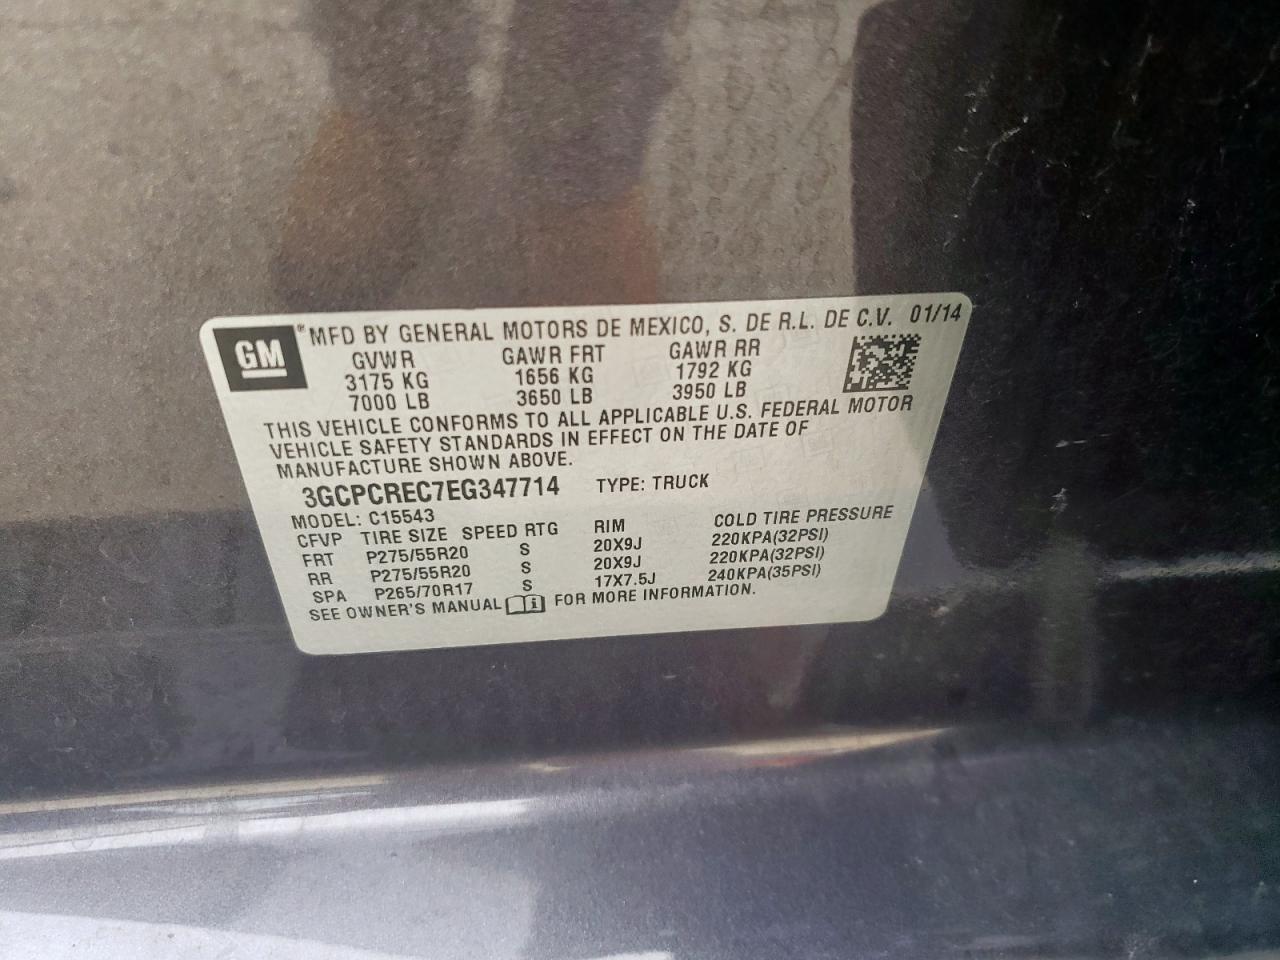 GM ® MFD BY GENERAL MOTORS DE MEXICO, S. DE R.L. DE C.V. 01/14
GVWR GAWR FRT GAWR RR
3175 KG 1656 KG 1792 KG
7000 LB 3650 LB 3950 LB
THIS VEHICLE CONFORMS TO ALL APPLICABLE U.S. FEDERAL MOTOR
VEHICLE SAFETY STANDARDS IN EFFECT ON THE DATE OF
MANUFACTURE SHOWN ABOVE.
3GCPCREC7EG347714 TYPE: TRUCK
MODEL: C15543
CFVP TIRE SIZE SPEED RTG RIM COLD TIRE PRESSURE
FRT P275/55R20 S 20X9J 220KPA(32PSI)
RR P275/55R20 S 20X9J 220KPA(32PSI)
SPA P265/70R17 S 17X7.5J 240KPA(35PSI)
SEE OWNER'S MANUAL FOR MORE INFORMATION.